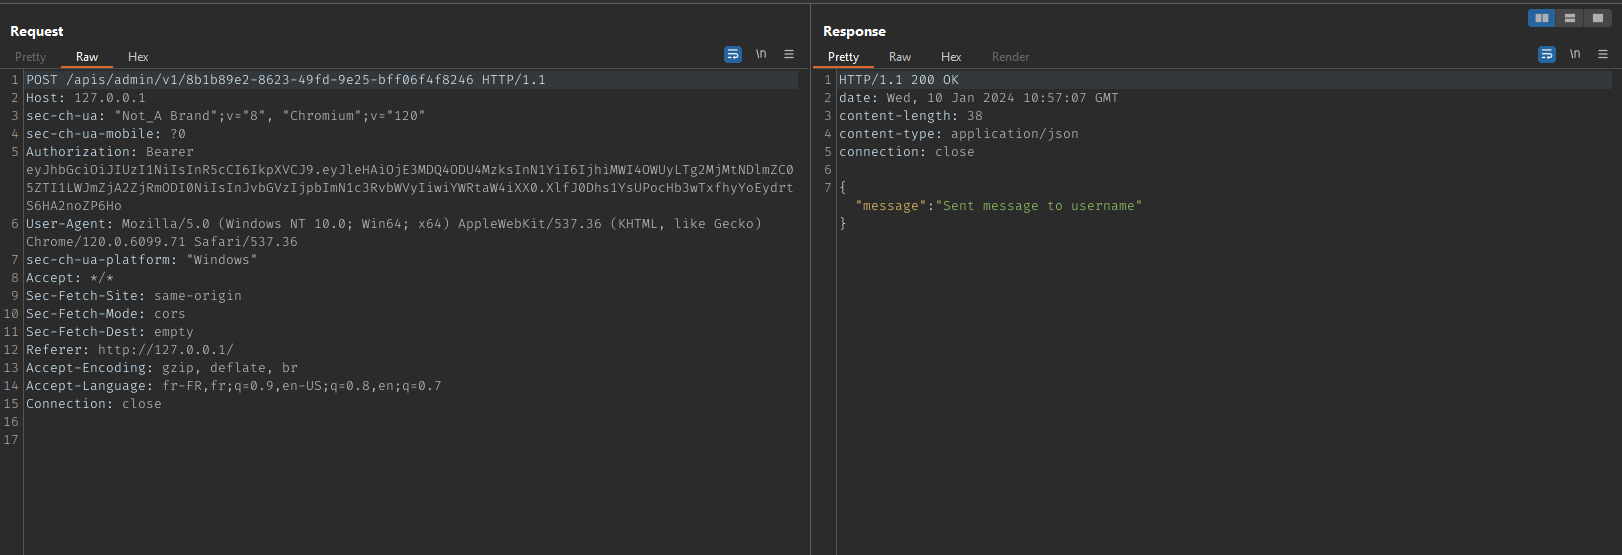 Request
Pretty Raw Hex
\n
1 POST /apis/admin/v1/8b1b89e2-8623-49fd-9e25-bff06f4f8246 HTTP/1.1
2 Host: 127.0.0.1
3 sec-ch-ua: "Not_A Brand";v="8", "Chromium";v="120"
4 sec-ch-ua-mobile: ?0
5 Authorization: Bearer
eyJhbGciOiJIUzI1NiIsInR5cCI6IkpXVCJ9.eyJleHAiOjE3MDQ4ODU4MzksInN1YiI6IjhiMWI4OWUyLTg2MjMtNDlmZC0
5ZTI1LWJmZjA2ZjRmODI0NiIsInJvbGVzIjpbImN1c3RvbWVyIiwiYWRtaW4iXX0.XlfJ0Dhs1YsUPocHb3wTxfhyYoEydrt
S6HA2noZP6Ho
6 User-Agent: Mozilla/5.0 (Windows NT 10.0; Win64; x64) AppleWebKit/537.36 (KHTML, like Gecko)
Chrome/120.0.6099.71 Safari/537.36
7 sec-ch-ua-platform: "Windows"
8 Accept: */*
9 Sec-Fetch-Site: same-origin
10 Sec-Fetch-Mode: cors
11 Sec-Fetch-Dest: empty
12 Referer: http://127.0.0.1/
13 Accept-Encoding: gzip, deflate, br
14 Accept-Language: fr-FR,fr;q=0.9,en-US;q=0.8,en;q=0.7
15 Connection: close
16
17
Response
Pretty Raw Hex Render
\n
1 HTTP/1.1 200 OK
2 date: Wed, 10 Jan 2024 10:57:07 GMT
3 content-length: 38
4 content-type: application/json
5 connection: close
6
7 {
"message":"Sent message to username"
}